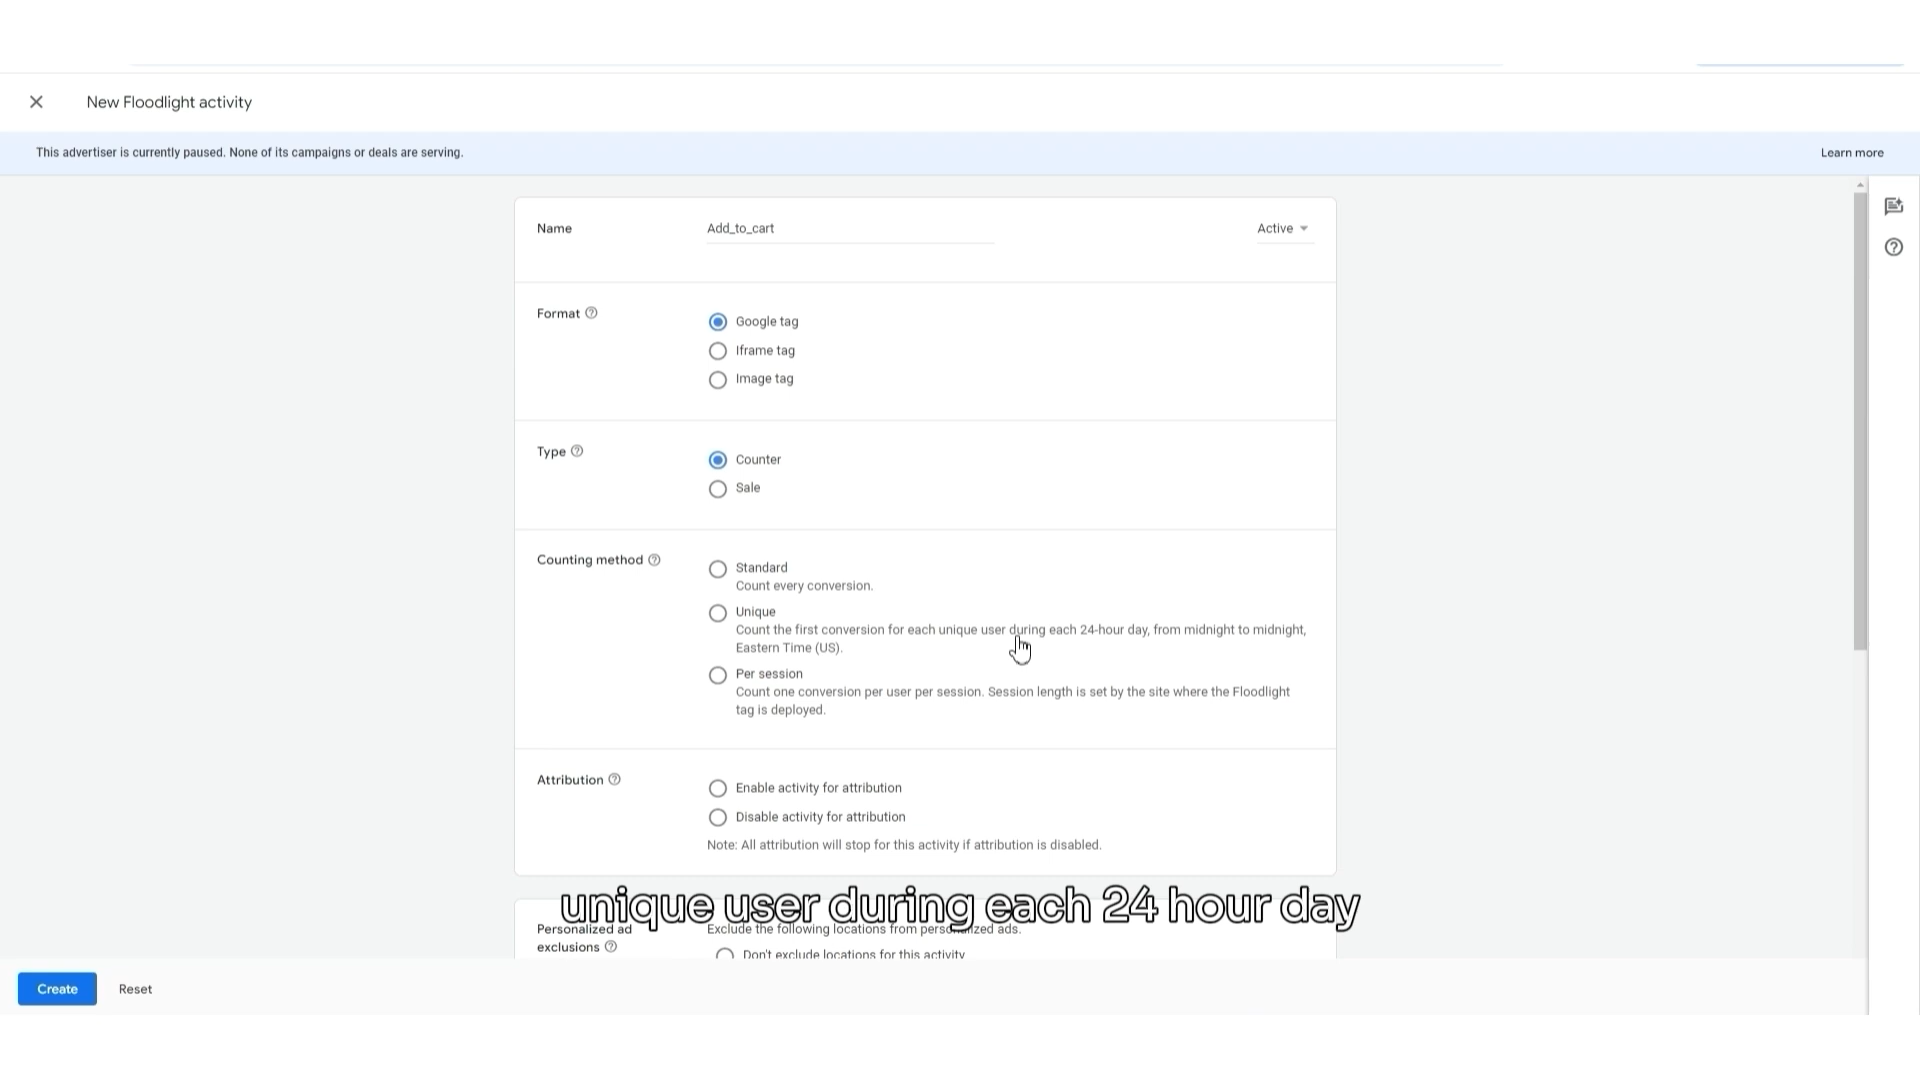 New Floodlight activity
This advertiser is currently paused. None of its campaigns or deals are serving.
Learn more
Name
Add_to_cart
Active
Format
Google tag
Iframe tag
Image tag
Type
Counter
Sale
Counting method
Standard
Count every conversion.
Unique
Count the first conversion for each unique user during each 24-hour day, from midnight to midnight,
Eastern Time (US).
Per session
Count one conversion per user per session. Session length is set by the site where the Floodlight
tag is deployed.
Attribution
Enable activity for attribution
Disable activity for attribution
Note: All attribution will stop for this activity if attribution is disabled.
unique user during each 24 hour day
Personalized ad
exclusions
Exclude the following locations from personalized ads.
Don't exclude locations for this activity
Create
Reset